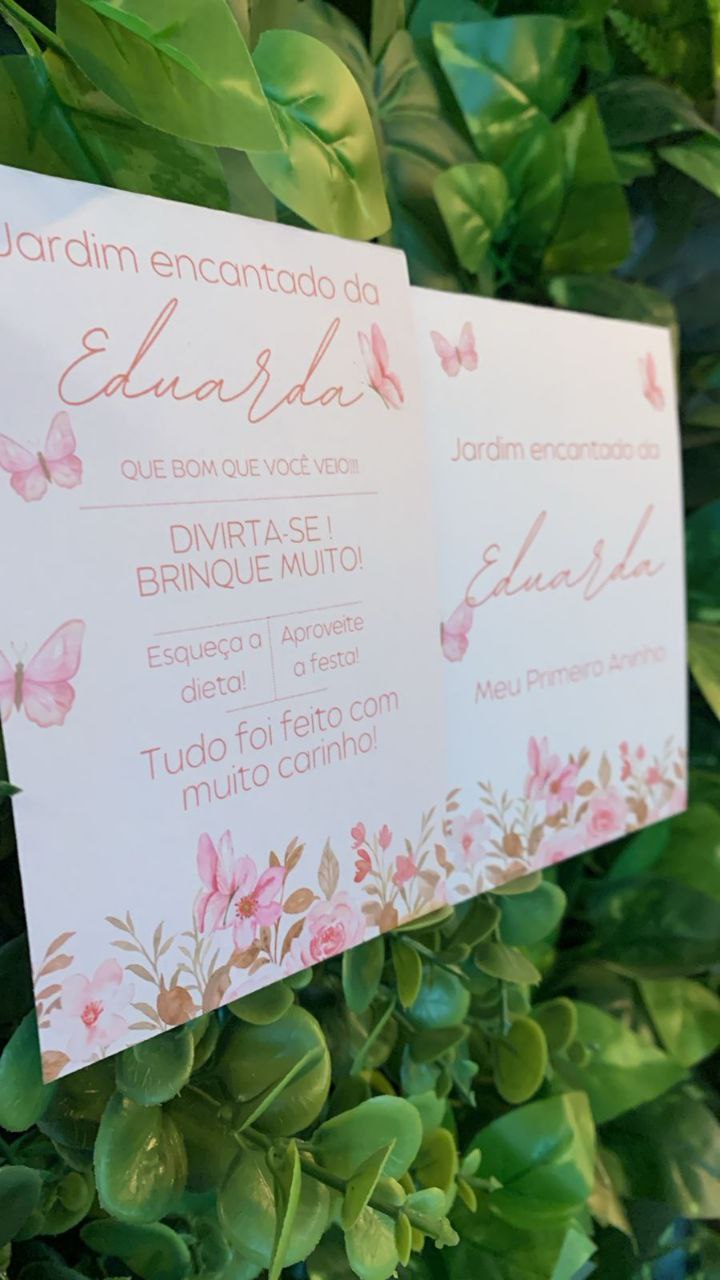 Jardim encantado da
Eduarda
QUE BOM QUE VOCÊ VEIO!!!
DIVIRTA-SE !
BRINQUE MUITO!
Esqueça a
dieta!
Aproveite
a festa!
Tudo foi feito com
muito carinho!
Jardim encantado da
Eduarda
Meu Primeiro Aninho